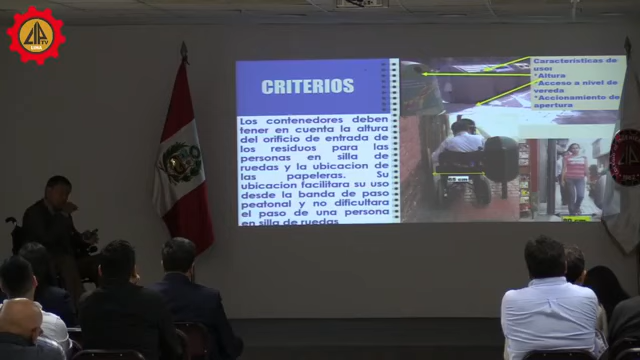 CIP
TV
LIMA
CRITERIOS
Los contenedores deben
tener en cuenta la altura
del orificio de entrada de
los residuos para las
personas en silla de
ruedas y la ubicacion de
las papeleras. Su
ubicacion facilitara su uso
desde la banda de paso
peatonal y no dificultara
el paso de una persona
en silla de ruedas
Caracteristicas de
uso:
*Altura
*Acceso a nivel de
vereda
*Accionamiento de
apertura